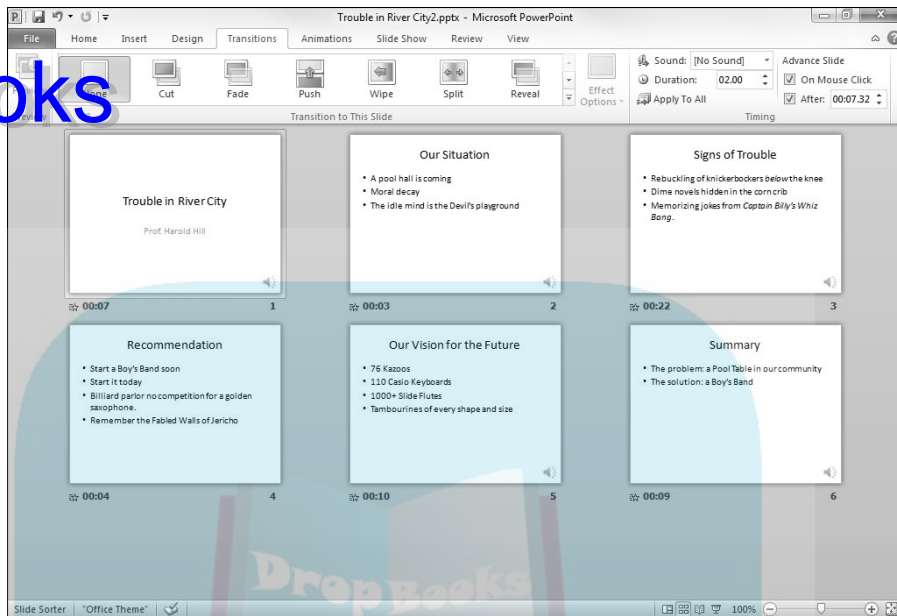 Trouble in River City2.pptx - Microsoft PowerPoint
File Home Insert Design Transitions Animations Slide Show Review View
oks
Cut Fade Push Wipe Split Reveal
Effect Options
Sound: [No Sound]
Duration: 02.00
Apply To All
Advance Slide
On Mouse Click
After: 00:07.32
Transition to This Slide
Timing
Trouble in River City
Prof. Harold Hill
00:07 1
Our Situation
• A pool hall is coming
• Moral decay
• The idle mind is the Devil's playground
00:03 2
Signs of Trouble
• Rebuckling of knickerbockers below the knee
• Dime novels hidden in the corn crib
• Memorizing jokes from Captain Billy's Whiz
Bang.
00:22 3
Recommendation
• Start a Boy's Band soon
• Start it today
• Billiard parlor no competition for a golden
saxophone.
• Remember the Fabled Walls of Jericho
00:04 4
Our Vision for the Future
• 76 Kazoos
• 110 Casio Keyboards
• 1000+ Slide Flutes
• Tambourines of every shape and size
00:10 5
Summary
• The problem: a Pool Table in our community
• The solution: a Boy's Band
00:09 6
DropBooks
Slide Sorter "Office Theme" 100%